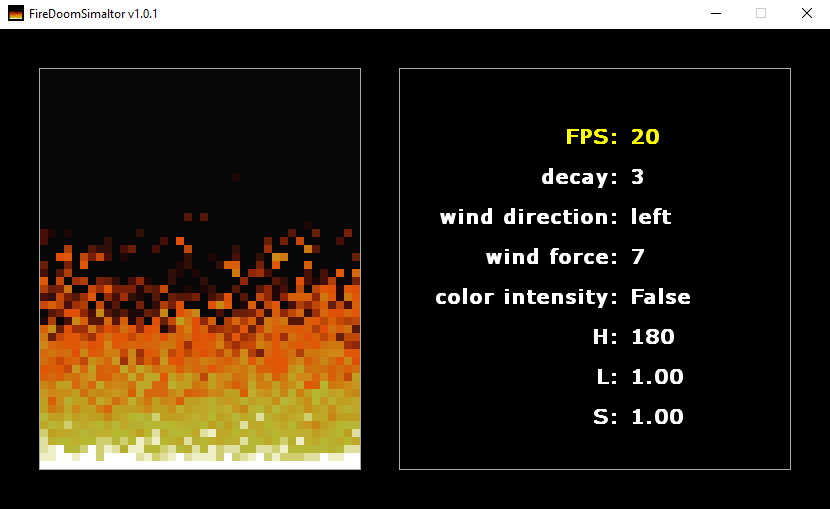 FireDoomSimaltor v1.0.1
FPS: 20
decay: 3
wind direction: left
wind force: 7
color intensity: False
H: 180
L: 1.00
S: 1.00